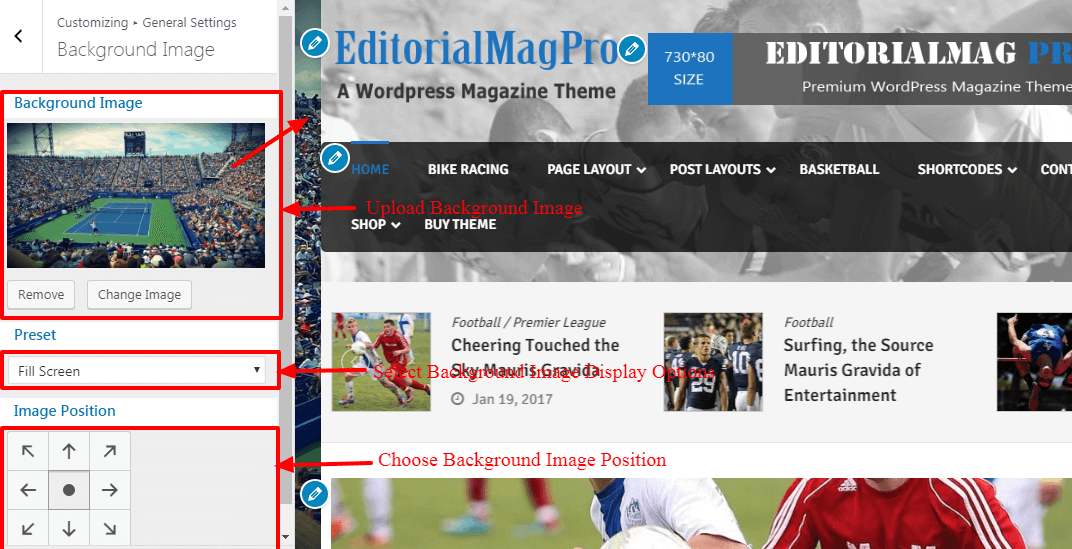 Customizing ▸ General Settings
Background Image
Background Image
Remove
Change Image
Preset
Fill Screen
Image Position
EditorialMagPro
A Wordpress Magazine Theme
730*80
SIZE
EDITORIALMAG PR
Premium WordPress Magazine Theme
HOME
BIKE RACING
PAGE LAYOUT
POST LAYOUTS
BASKETBALL
SHORTCODES
CONT
Upload Background Image
SHOP
BUY THEME
Football / Premier League
Cheering Touched the
Sky Mauris Gravida
Jan 19, 2017
Football
Surfing, the Source
Mauris Gravida of
Entertainment
Select Background Image Display Options
Choose Background Image Position